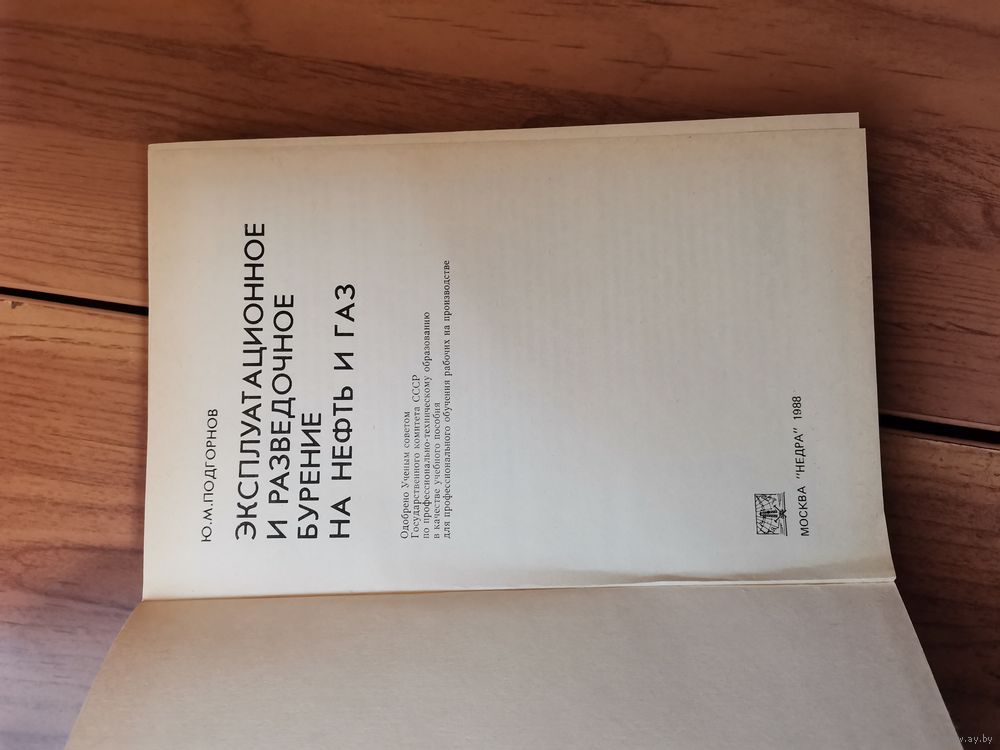 Ю.М.ПОДГОРНОВ
ЭКСПЛУАТАЦИОННОЕ
И РАЗВЕДОЧНОЕ
БУРЕНИЕ
НА НЕФТЬ И ГАЗ
Одобрено Ученым советом
Государственного комитета СССР
по профессионально-техническому образованию
в качестве учебного пособия
для профессионального обучения рабочих на производстве
МОСКВА "НЕДРА" 1988